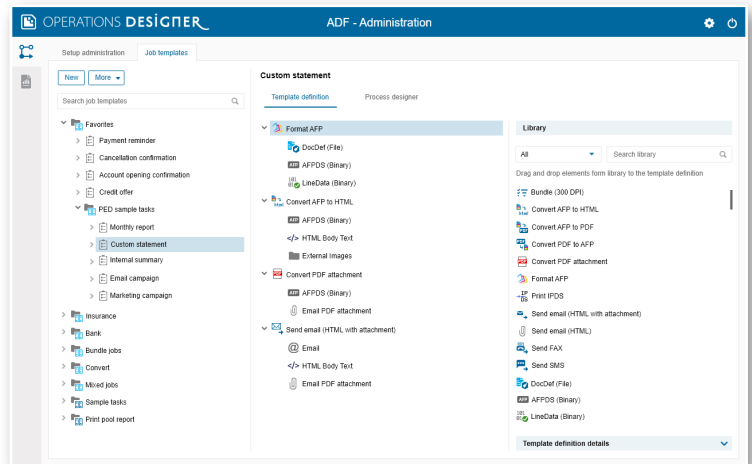 OPERATIONS DESIGNER
ADF - Administration
Setup administration
Job templates
New
More
Search job templates
Favorites
Payment reminder
Cancellation confirmation
Account opening confirmation
Credit offer
PED sample tasks
Monthly report
Custom statement
Internal summary
Email campaign
Marketing campaign
Insurance
Bank
Bundle jobs
Convert
Mixed jobs
Sample tasks
Print pool report
Custom statement
Template definition
Process designer
Format AFP
DocDef (File)
AFP AFPDS (Binary)
LineData (Binary)
Convert AFP to HTML
AFP AFPDS (Binary)
</> HTML Body Text
External Images
Convert PDF attachment
AFP AFPDS (Binary)
Email PDF attachment
Send email (HTML with attachment)
@ Email
</> HTML Body Text
Email PDF attachment
Library
All
Search library
Drag and drop elements form library to the template definition
Bundle (300 DPI)
Convert AFP to HTML
Convert AFP to PDF
Convert PDF to AFP
PDF Convert PDF attachment
Format AFP
IPDS Print IPDS
Send email (HTML with attachment)
Send email (HTML)
Send FAX
Send SMS
DocDef (File)
AFP AFPDS (Binary)
LineData (Binary)
Template definition details